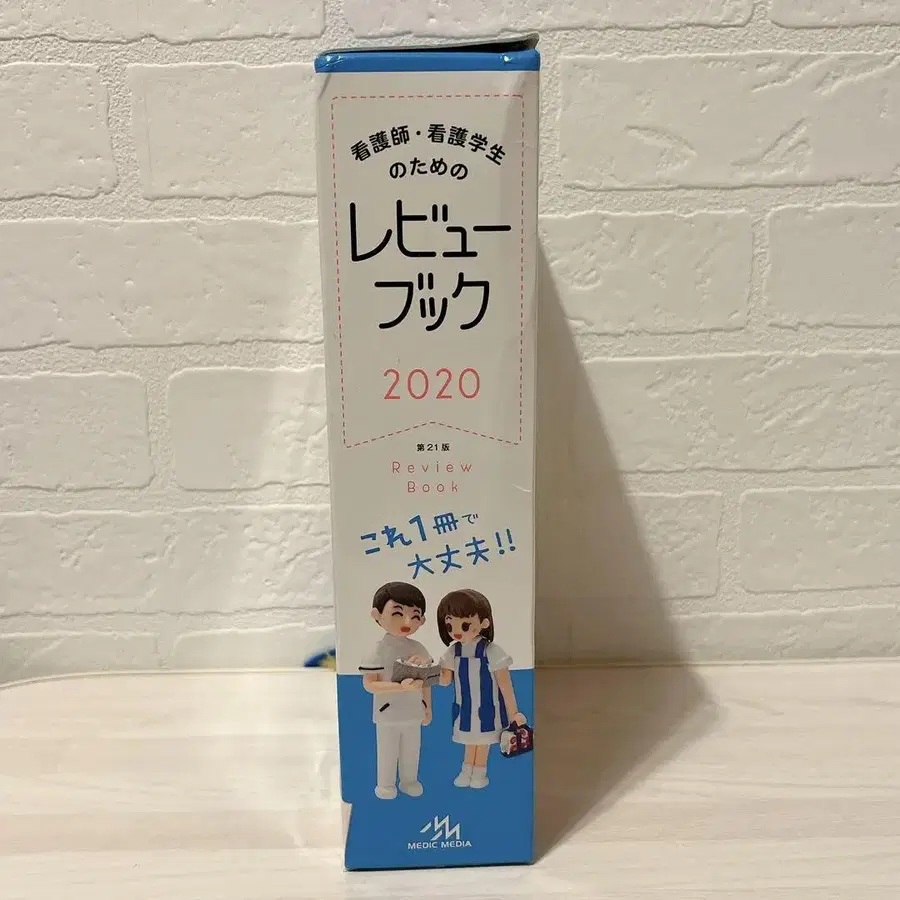 看護師・看護学生
のための
レビュー
ブック
2020
第21版
Review
Book
これ1冊で
大丈夫!!
MEDIC MEDIA